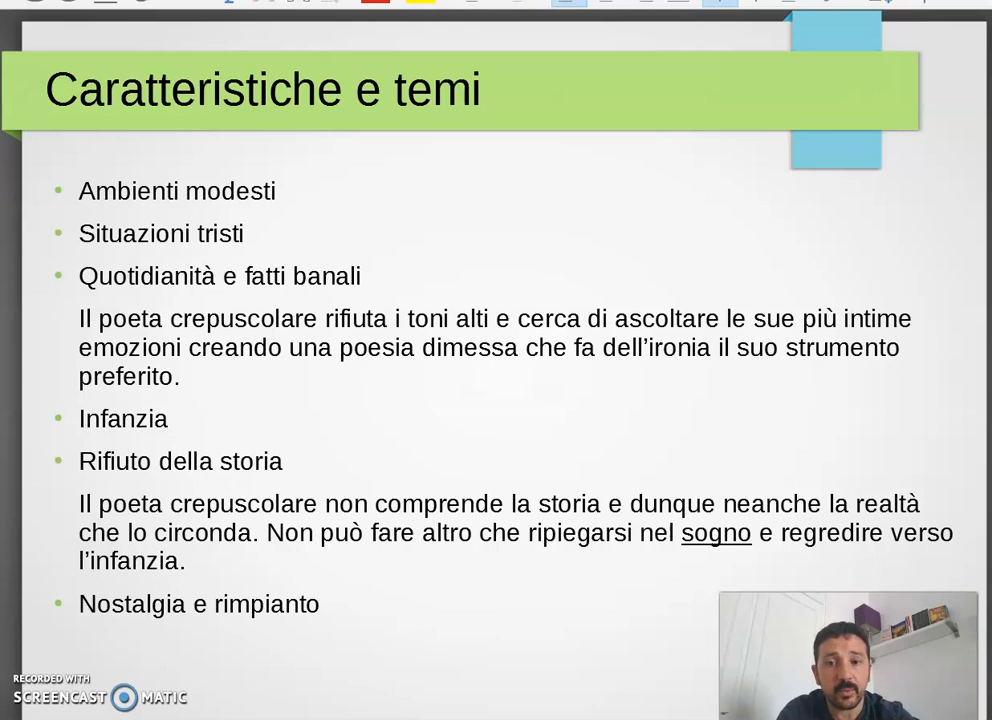 Caratteristiche e temi
Ambienti modesti
Situazioni tristi
Quotidianità e fatti banali
Il poeta crepuscolare rifiuta i toni alti e cerca di ascoltare le sue più intime
emozioni creando una poesia dimessa che fa dell'ironia il suo strumento
preferito.
Infanzia
Rifiuto della storia
Il poeta crepuscolare non comprende la storia e dunque neanche la realtà
che lo circonda. Non può fare altro che ripiegarsi nel sogno e regredire verso
l'infanzia.
Nostalgia e rimpianto
RECORDED WITH
SCREENCAST MATIC